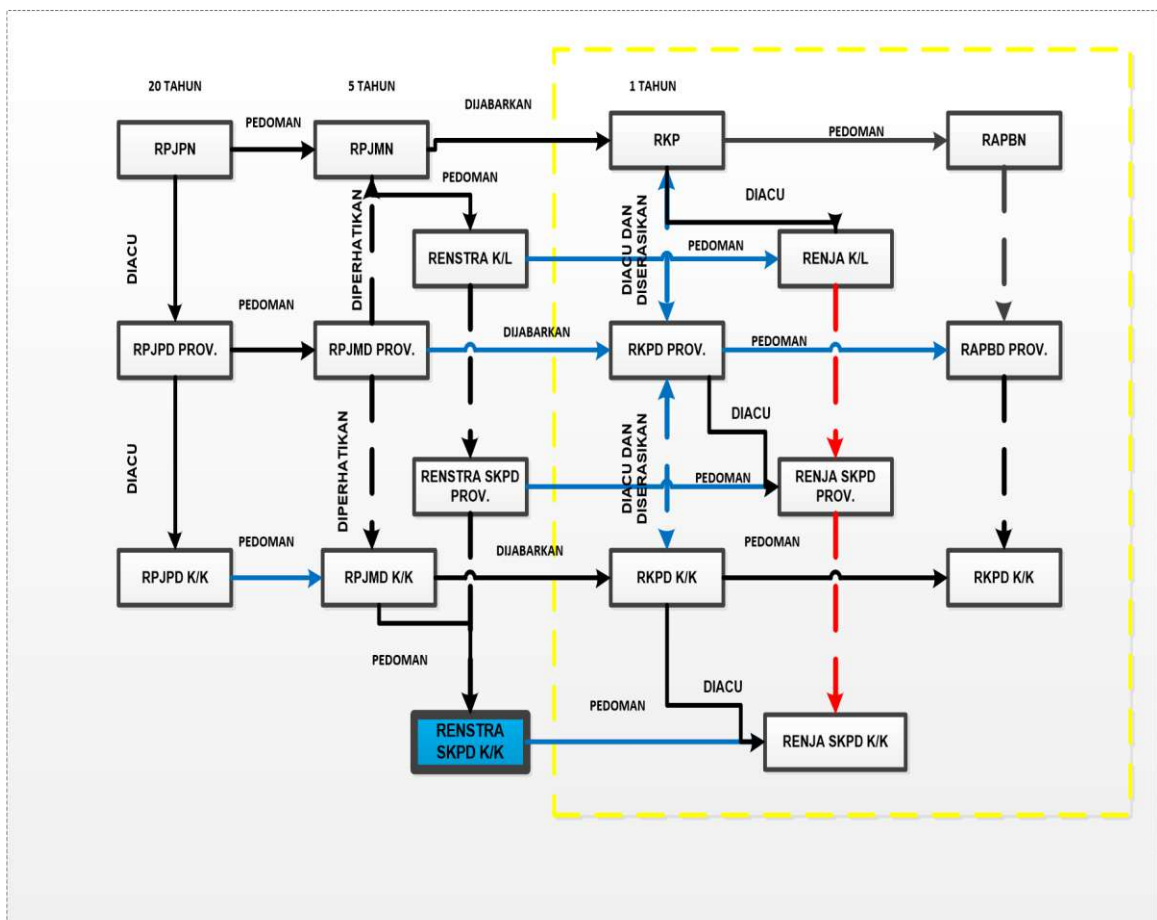 20 TAHUN
5 TAHUN
1 TAHUN
DIJABARKAN
PEDOMAN
PEDOMAN
RPJPN
RPJMN
RKP
RAPBN
PEDOMAN
DIACU
DIACU
DIPERHATIKAN
DIACU DAN
DISERASIKAN
RENSTRA K/L
PEDOMAN
RENJA K/L
PEDOMAN
DIJABARKAN
PEDOMAN
RPJPD PROV.
RPJMD PROV.
RKPD PROV.
RAPBD PROV.
DIACU
DIACU
DIPERHATIKAN
DIACU DAN
DISERASIKAN
RENSTRA SKPD
PROV.
PEDOMAN
RENJA SKPD
PROV.
PEDOMAN
DIJABARKAN
PEDOMAN
RPJPD K/K
RPJMD K/K
RKPD K/K
RKPD K/K
PEDOMAN
DIACU
PEDOMAN
RENSTRA
SKPD K/K
RENJA SKPD K/K